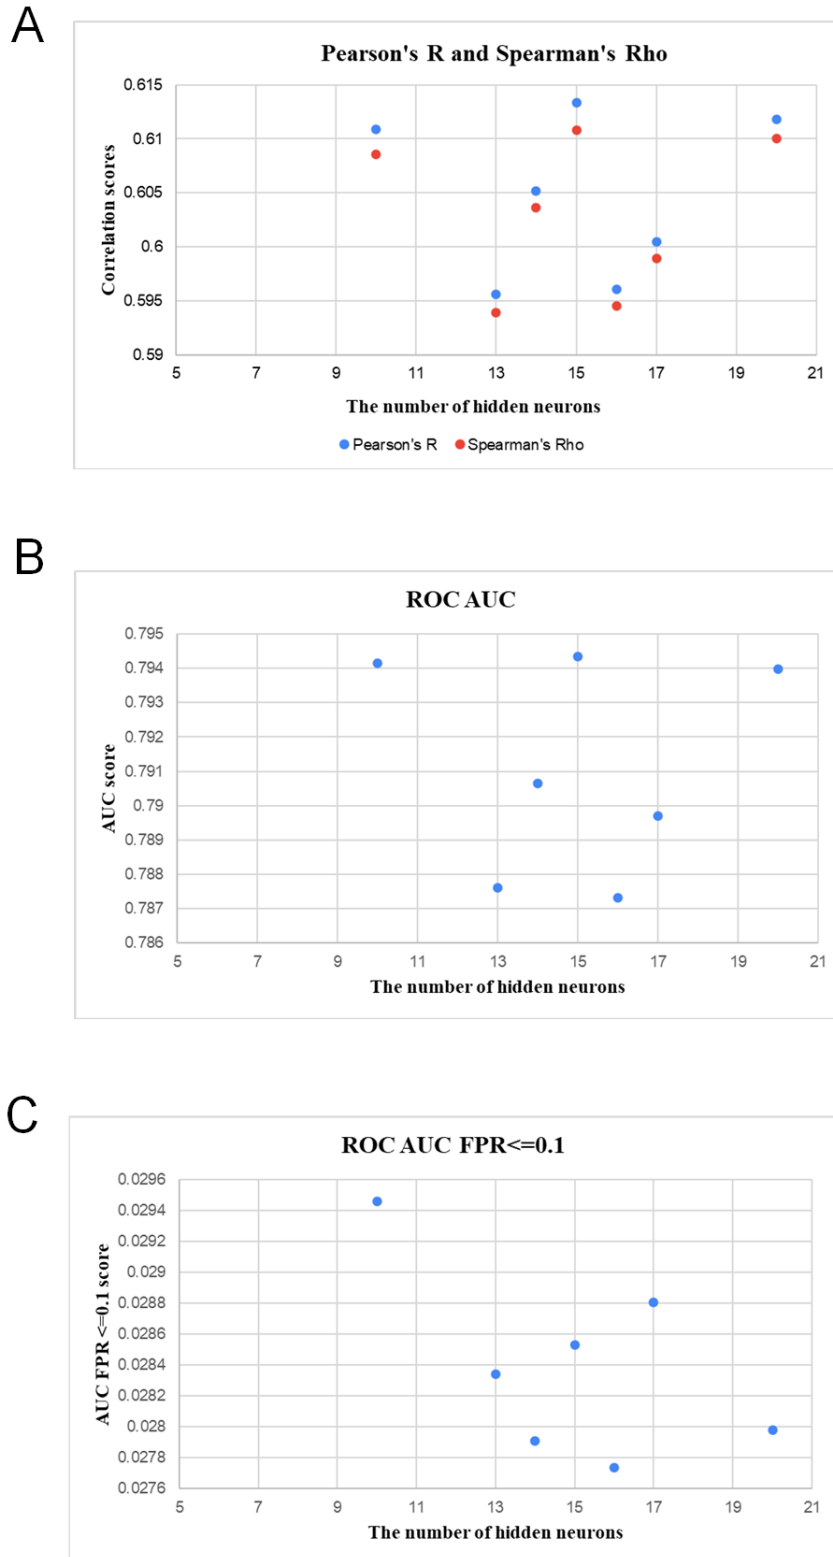 A
Pearson's R and Spearman's Rho
Correlation scores
0.615
0.61
0.605
0.6
0.595
0.59
5 7 9 11 13 15 17 19 21
The number of hidden neurons
Pearson's R Spearman's Rho
B
ROC AUC
AUC score
0.795
0.794
0.793
0.792
0.791
0.79
0.789
0.788
0.787
0.786
5 7 9 11 13 15 17 19 21
The number of hidden neurons
C
ROC AUC FPR<=0.1
AUC FPR <=0.1 score
0.0296
0.0294
0.0292
0.029
0.0288
0.0286
0.0284
0.0282
0.028
0.0278
0.0276
5 7 9 11 13 15 17 19 21
The number of hidden neurons